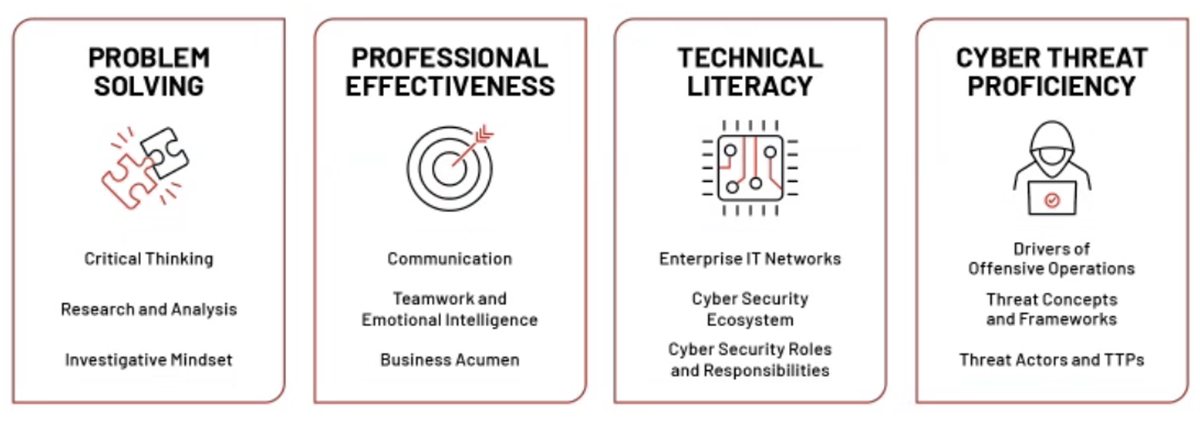 PROBLEM
SOLVING
Critical Thinking
Research and Analysis
Investigative Mindset
PROFESSIONAL
EFFECTIVENESS
Communication
Teamwork and
Emotional Intelligence
Business Acumen
TECHNICAL
LITERACY
Enterprise IT Networks
Cyber Security
Ecosystem
Cyber Security Roles
and Responsibilities
CYBER THREAT
PROFICIENCY
Drivers of
Offensive Operations
Threat Concepts
and Frameworks
Threat Actors and TTPs